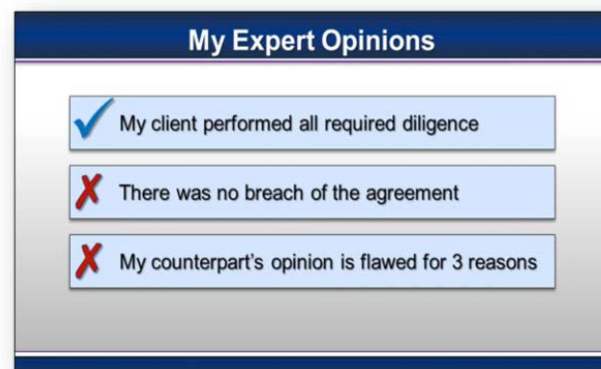 My Expert Opinions
My client performed all required diligence
There was no breach of the agreement
My counterpart's opinion is flawed for 3 reasons